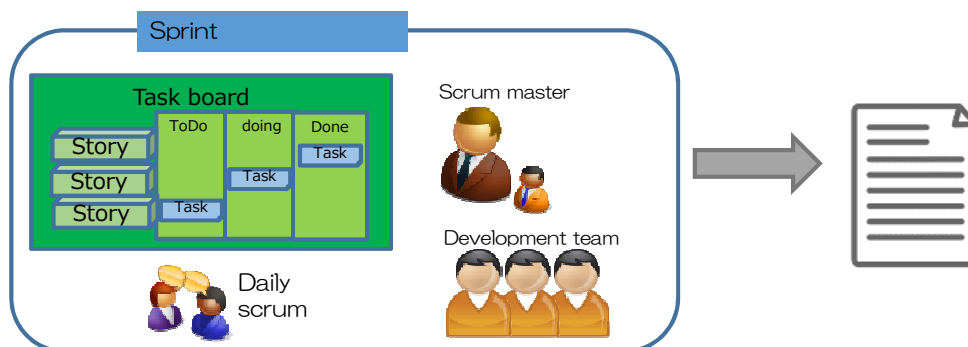 Sprint
Task board
ToDo doing Done
Story
Story
Story
Task
Task
Task
Scrum master
Development team
Daily
scrum